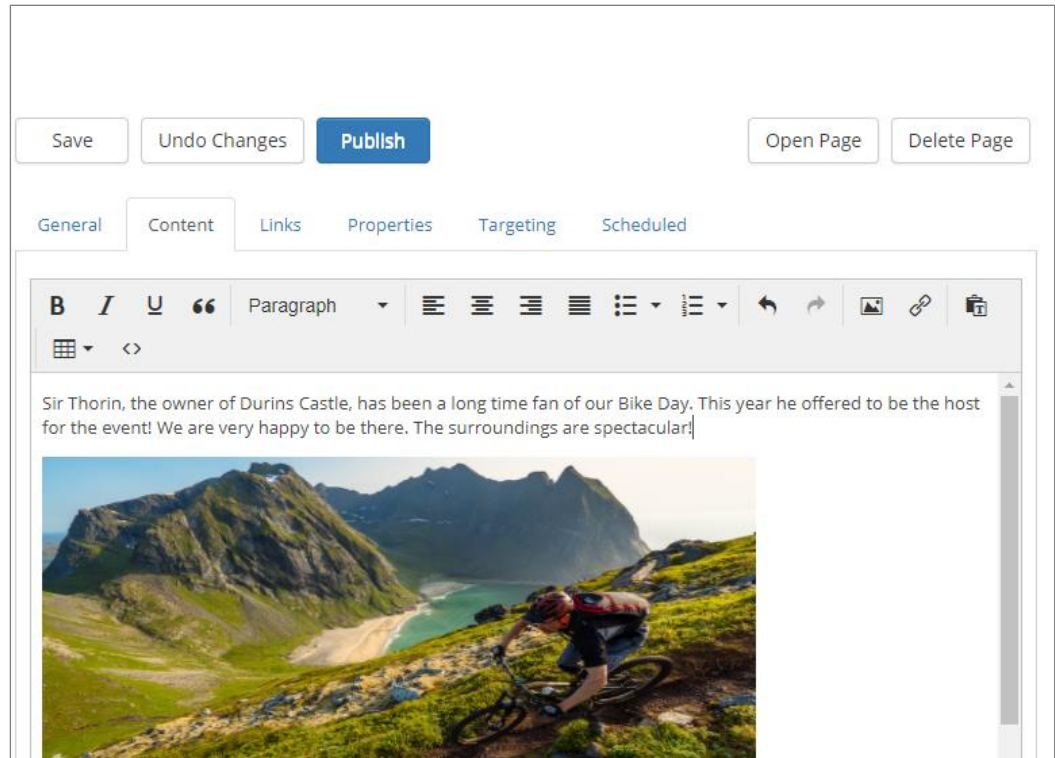 Save Undo Changes Publish Open Page Delete Page
General Content Links Properties Targeting Scheduled
B I U 66 Paragraph
<>
Sir Thorin, the owner of Durins Castle, has been a long time fan of our Bike Day. This year he offered to be the host
for the event! We are very happy to be there. The surroundings are spectacular!